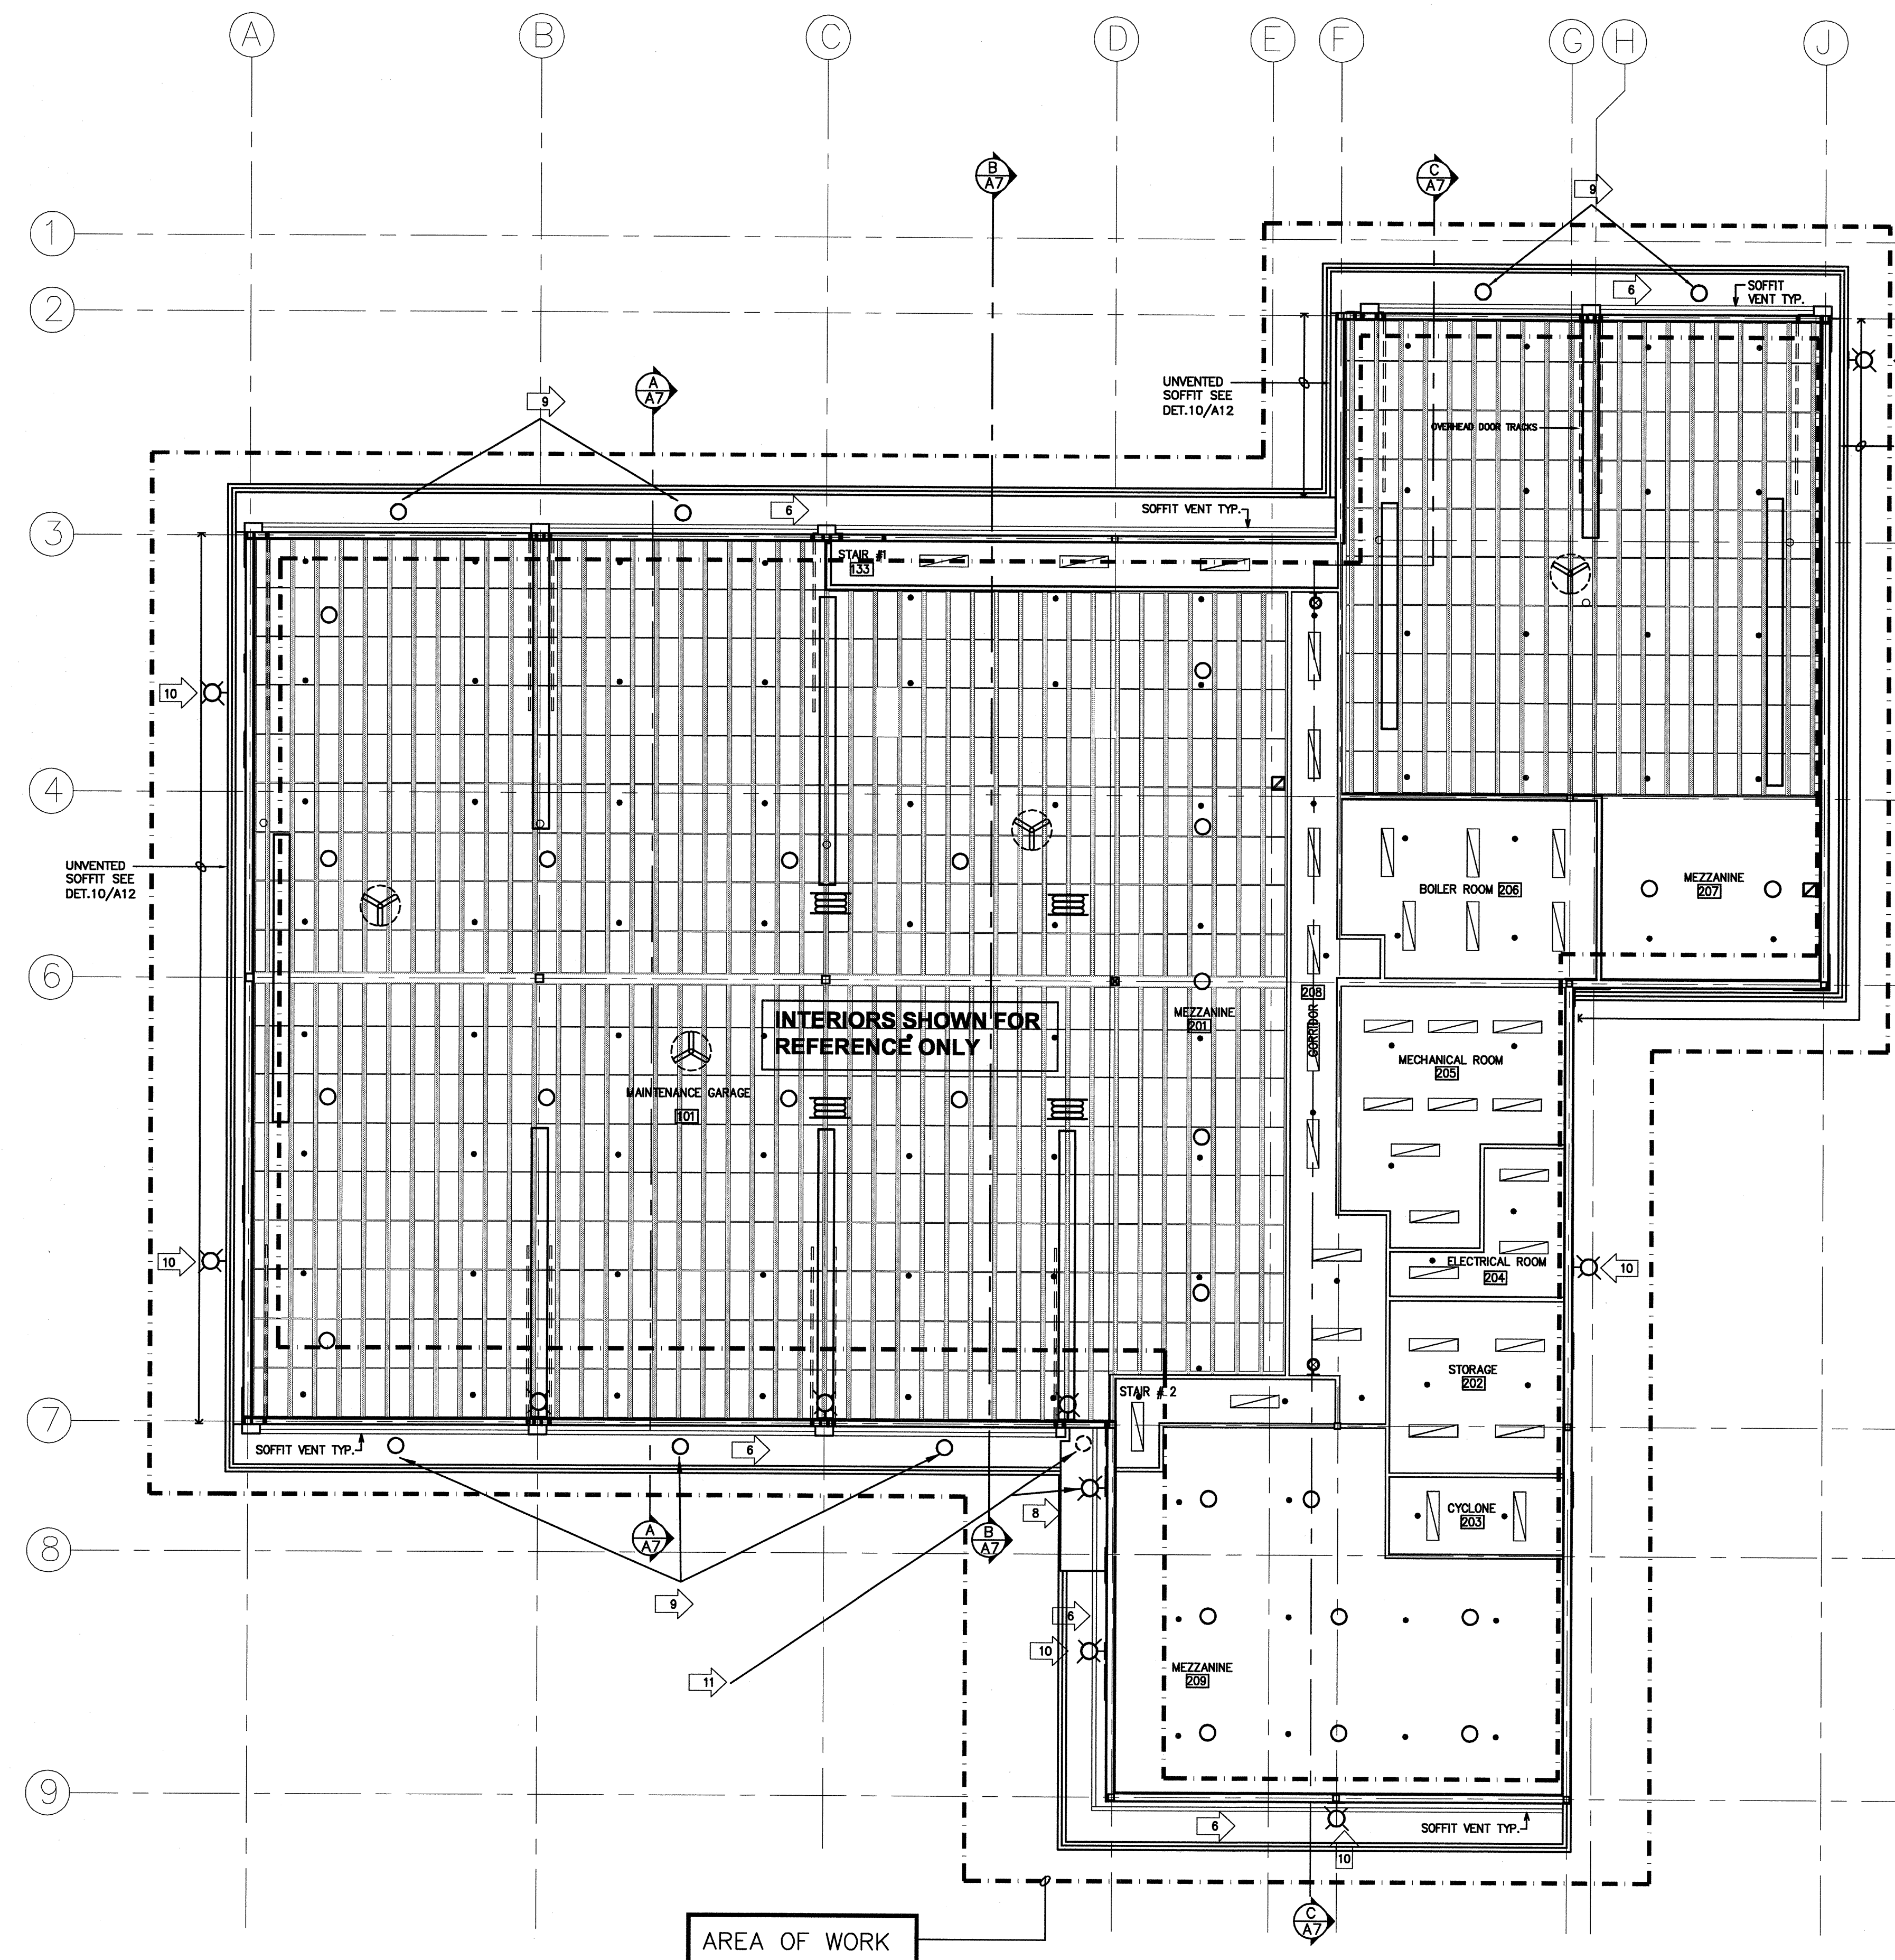 A B C D E F G H J
B
A7
C
A7
9
1
2
6
SOFFIT
VENT TYP.
A
A7
9
UNVENTED
SOFFIT SEE
DET.10/A12
OVERHEAD DOOR TRACKS
3
6
SOFFIT VENT TYP.
STAIR #1
133
10
4
UNVENTED
SOFFIT SEE
DET.10/A12
BOILER ROOM 206
MEZZANINE
207
6
208
CORRIDOR
MEZZANINE
201
INTERIORS SHOWN FOR
REFERENCE ONLY
MECHANICAL ROOM
205
MAINTENANCE GARAGE
101
10
10
ELECTRICAL ROOM
204
STORAGE
202
STAIR # 2
7
SOFFIT VENT TYP.
6
8
CYCLONE
203
A
A7
B
A7
8
9
6
10
11
MEZZANINE
209
9
6
SOFFIT VENT TYP.
10
C
A7
AREA OF WORK